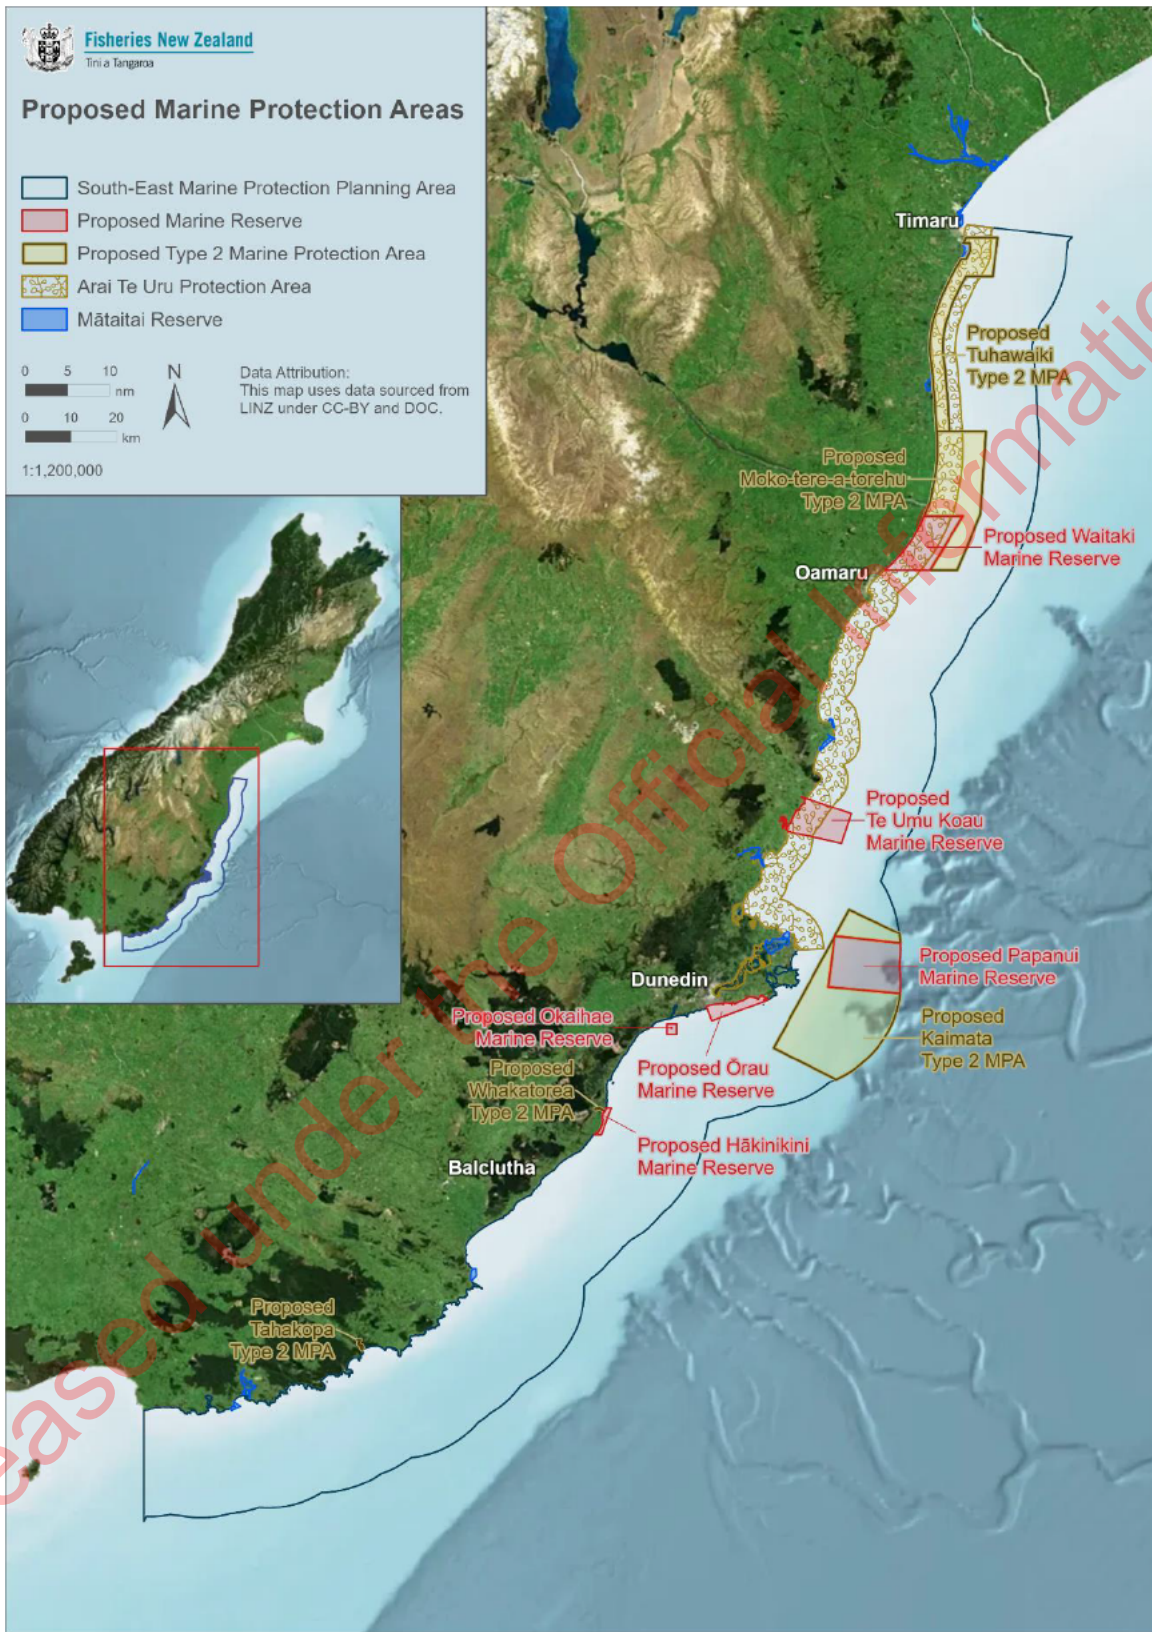 Fisheries New Zealand
Tini a Tangaroa
Proposed Marine Protection Areas
South-East Marine Protection Planning Area
Proposed Marine Reserve
Proposed Type 2 Marine Protection Area
Arai Te Uru Protection Area
Mātaitai Reserve
0 5 10
nm
0 10 20
km
1:1,200,000
N
Data Attribution:
This map uses data sourced from
LINZ under CC-BY and DOC.
Timaru
Proposed
Tuhawaiki
Type 2 MPA
Proposed
Moko-tere-a-torehu
Type 2 MPA
Proposed Waitaki
Marine Reserve
Oamaru
Proposed
Te Umu Koau
Marine Reserve
Proposed Papanui
Marine Reserve
Dunedin
Proposed Okaihae
Marine Reserve
Proposed
Kaimata
Type 2 MPA
Proposed Ōrau
Marine Reserve
Proposed
Whakatorea
Type 2 MPA
Proposed Hākinikini
Marine Reserve
Balclutha
Proposed
Tahakopa
Type 2 MPA
eased under the Official Informatio